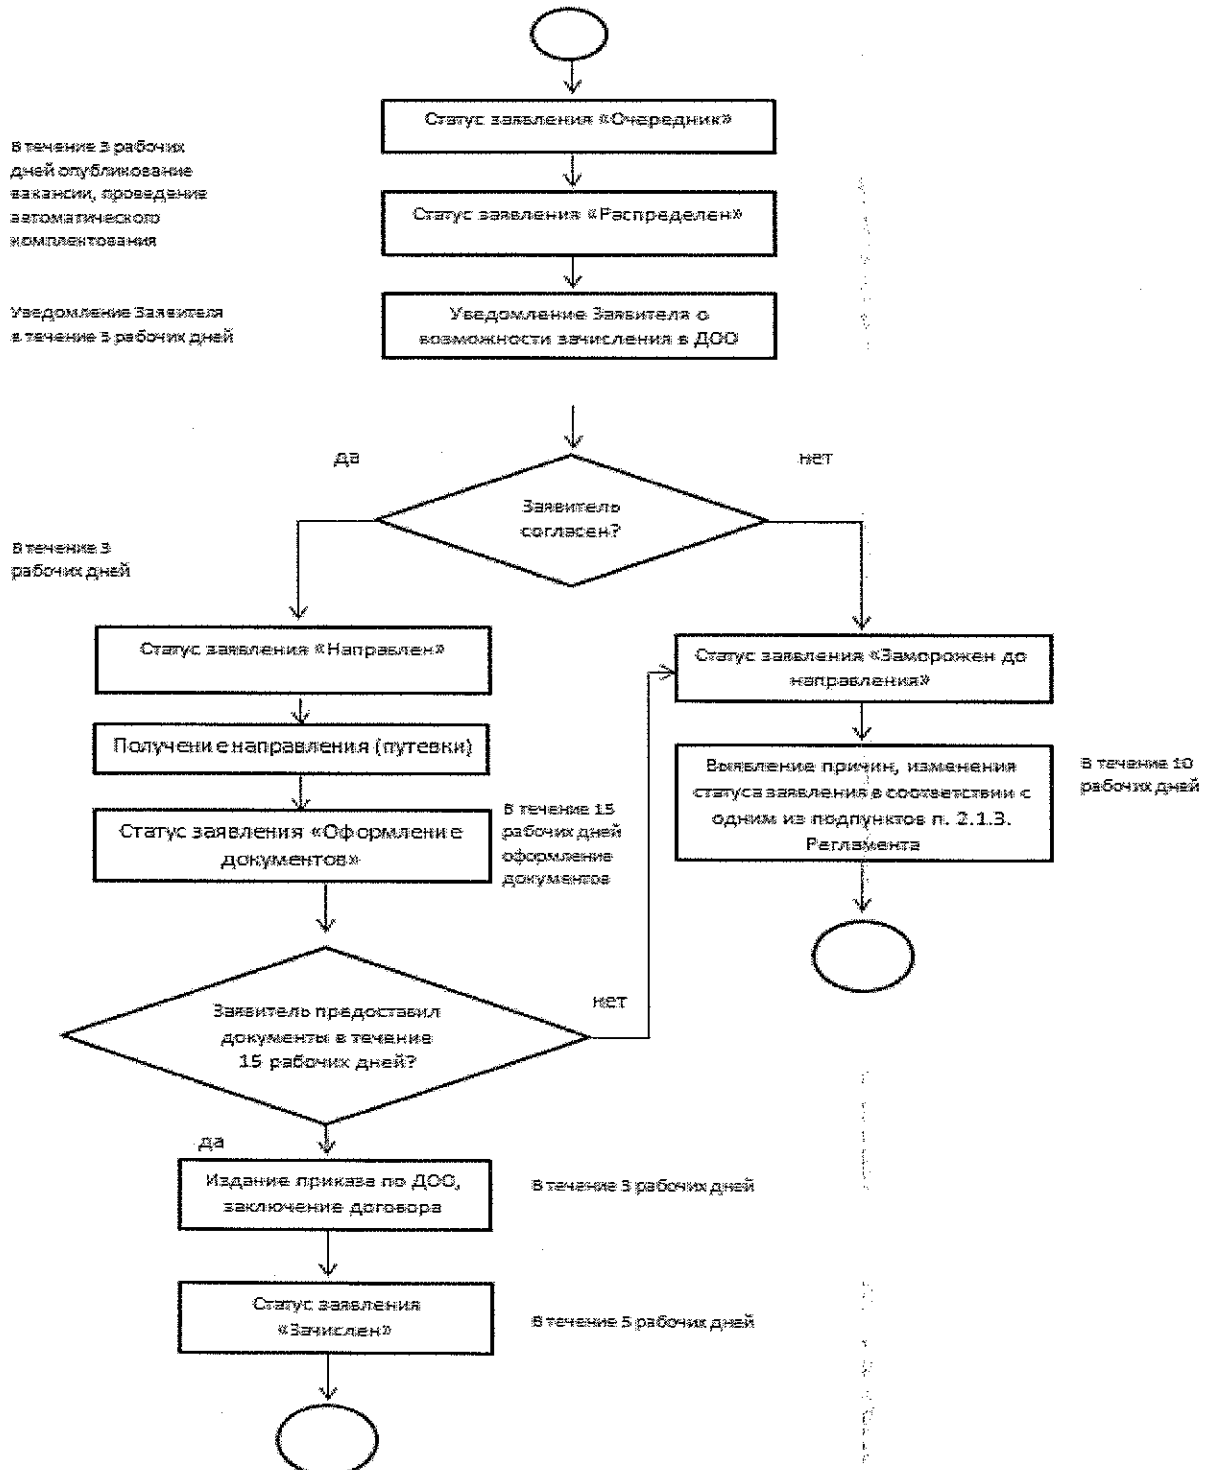 Статус заявления «Очередник»
В течение 3 рабочих
дней опубликование
вакансии, проведение
автоматического
комплектования
Статус заявления «Распределен»
Уведомление Заявителя
в течение 5 рабочих дней
Уведомление Заявителя о
возможности зачисления в ДОО
да
нет
Заявитель
согласен?
В течение 3
рабочих дней
Статус заявления «Направлен»
Статус заявления «Заморожен до
направления»
Получение направления (путевки)
Выявление причин, изменения
статуса заявления в соответствии с
одним из подпунктов п. 2.1.3.
Регламента
В течение 10
рабочих дней
Статус заявления «Оформление
документов»
В течение 15
рабочих дней
оформление
документов
Заявитель предоставил
документы в течение
15 рабочих дней?
нет
да
Издание приказа по ДОО,
заключение договора
В течение 3 рабочих дней
Статус заявления
«Зачислен»
В течение 5 рабочих дней